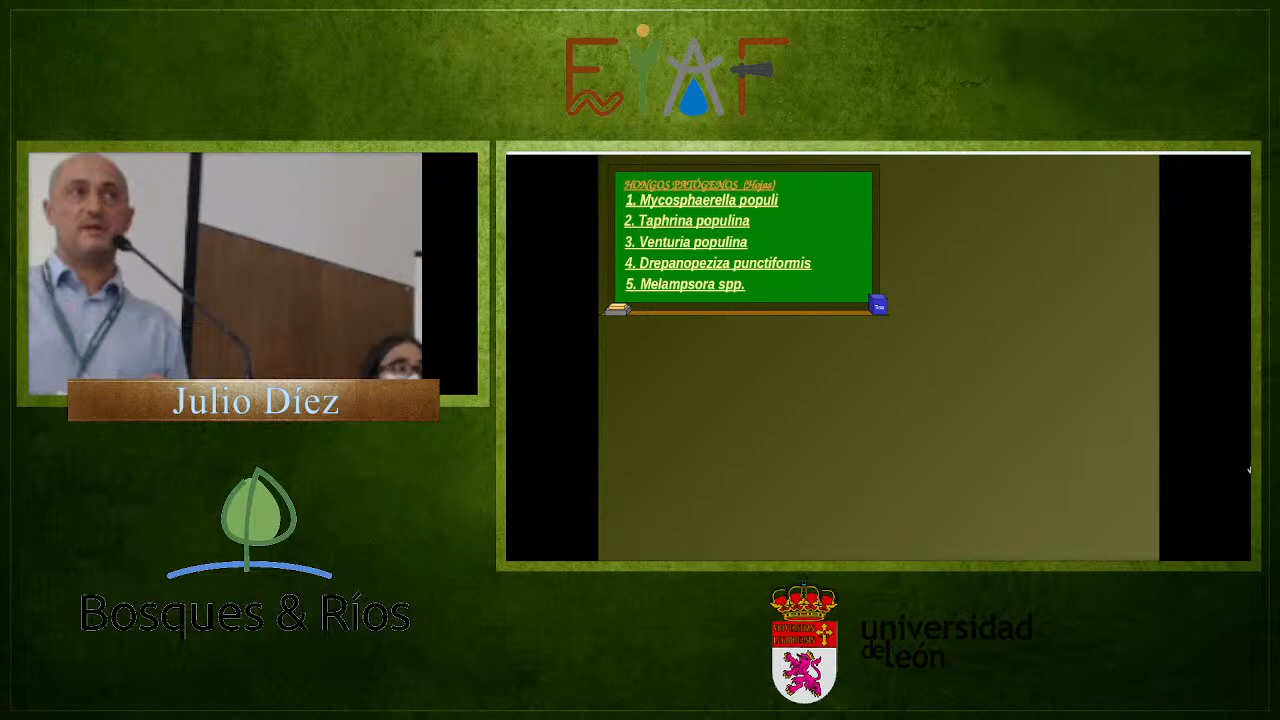 EIAF
HONGOS PATÓGENOS (Hojas)
1. Mycosphaerella populi
2. Taphrina populina
3. Venturia populina
4. Drepanopeziza punctiformis
5. Melampsora spp.
Julio Díez
Bosques & Ríos
universidad
de león